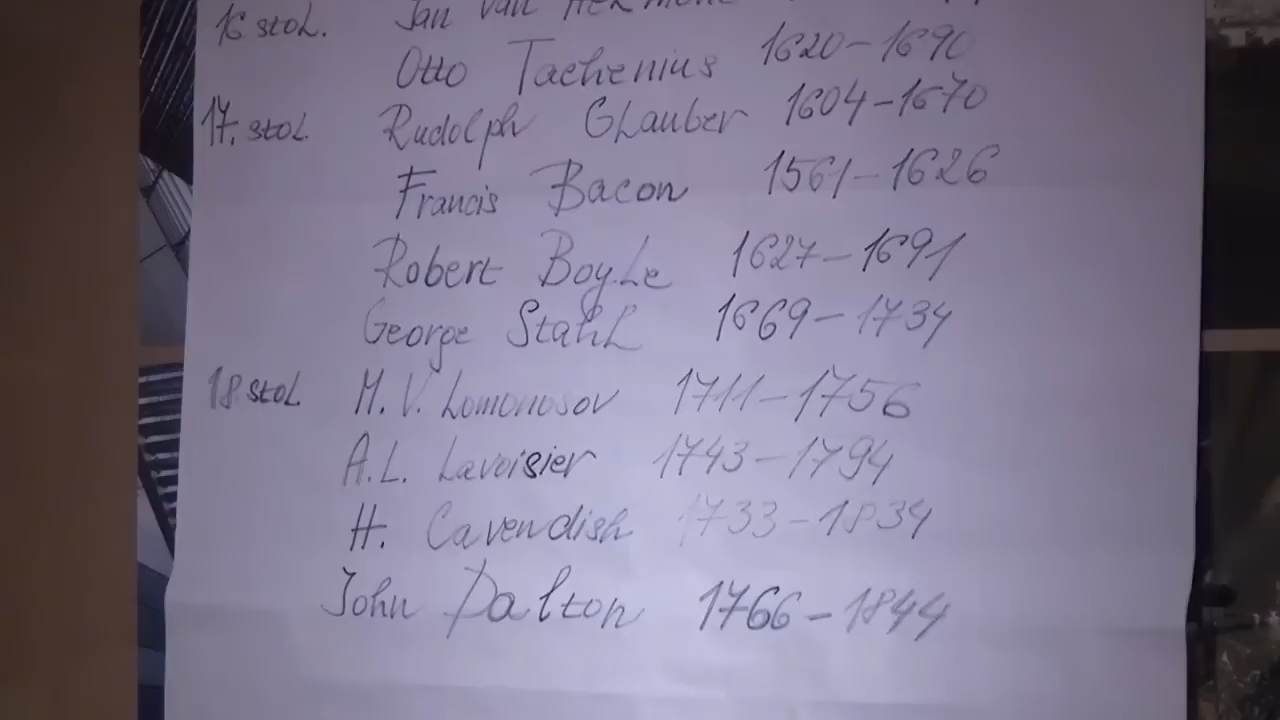 16 stol. Jan van
Otto Tachenius 1620-1690
17. stol. Rudolph Glauber 1604-1670
Francis Bacon 1561-1626
Robert Boyle 1627-1691
George Stahl 1669-1734
18 stol. M. V. Lomonosov 1711-1756
A.L. Lavoisier 1743-1794
H. Cavendish 1733-1834
John Dalton 1766-1844